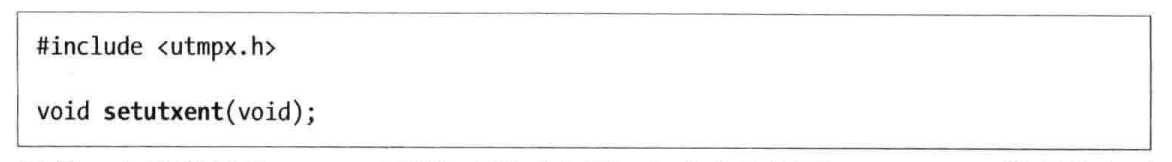 #include <utmpx.h>
void setutxent(void);